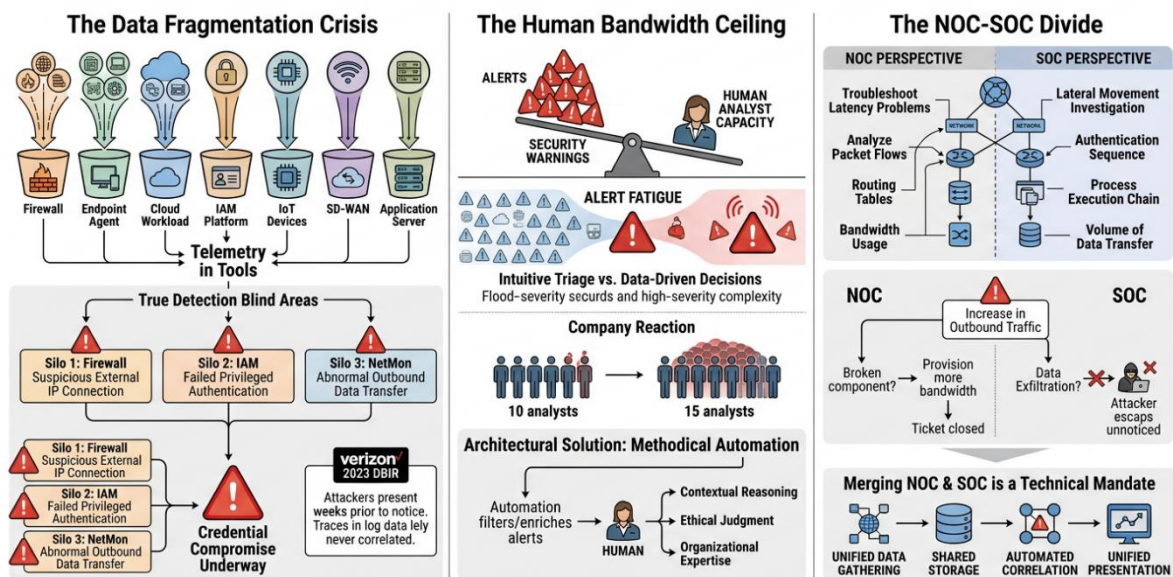 The Data Fragmentation Crisis
Firewall
Endpoint
Agent
Cloud
Workload
IAM
Platform
IoT
Devices
SD-WAN
Application
Server
Telemetry
in Tools
True Detection Blind Areas
Silo 1: Firewall
Suspicious External
IP Connection
Silo 2: IAM
Failed Privileged
Authentication
Silo 3: NetMon
Abnormal Outbound
Data Transfer
Silo 1: Firewall
Suspicious External
IP Connection
Silo 2: IAM
Failed Privileged
Authentication
Silo 3: NetMon
Abnormal Outbound
Data Transfer
Credential
Compromise
Underway
verizon
2023 DBIR
Attackers present
weeks prior to notice.
Traces in log data lely
never correlated.
The Human Bandwidth Ceiling
ALERTS
SECURITY
WARNINGS
HUMAN
ANALYST
CAPACITY
ALERT FATIGUE
Intuitive Triage vs. Data-Driven Decisions
Flood-severity securds and high-severity complexity
Company Reaction
10 analysts
15 analysts
Architectural Solution: Methodical Automation
Automation
filters/enriches
alerts
HUMAN
Contextual Reasoning
Ethical Judgment
Organizational
Expertise
The NOC-SOC Divide
NOC PERSPECTIVE
SOC PERSPECTIVE
Troubleshoot
Latency Problems
Analyze
Packet Flows
Routing
Tables
Bandwidth
Usage
NETWORK
NETWORA
Lateral Movement
Investigation
Authentication
Sequence
Process
Execution Chain
Volume of
Data Transfer
NOC
SOC
Increase in
Outbound Traffic
Broken
component?
Provision
more
bandwidth
Ticket closed
Data
Exfiltration?
Attacker
escaps
unnoticed
Merging NOC & SOC is a Technical Mandate
UNIFIED DATA
GATHERING
SHARED
STORAGE
AUTOMATED
CORRELATION
UNIFIED
PRESENTATION